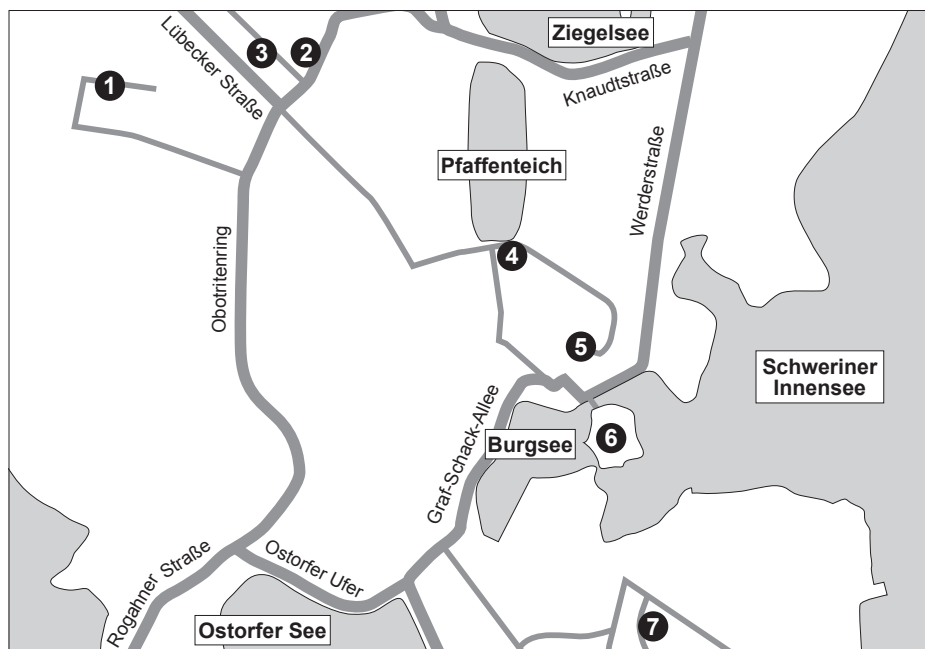 Ziegelsee
Lübecker Straße
3
2
1
Knaudtstraße
Pfaffenteich
Werderstraße
4
Obotritenring
5
Schweriner
Innensee
Graf-Schack-Allee
Burgsee
6
Rogahner Straße
Ostorfer Ufer
Ostorfer See
7